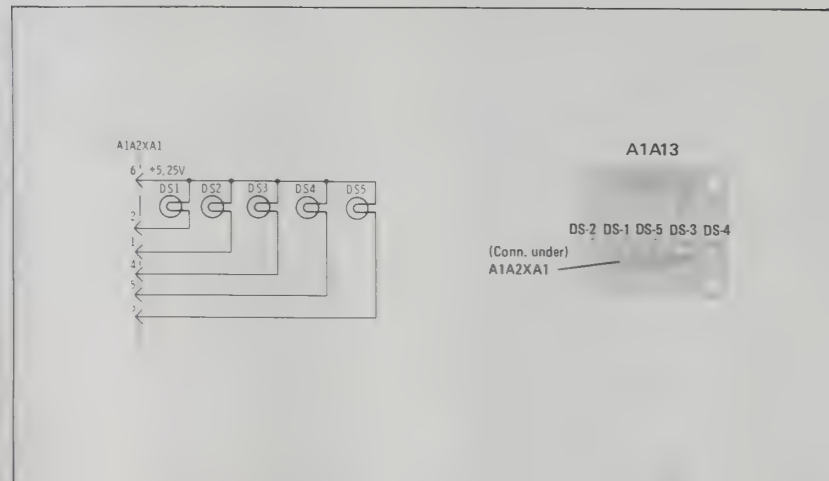 A1A2XA1
6 +5.25V
DS1 DS2 DS3 DS4 DS5
2
1
4
5
A1A13
DS-2 DS-1 DS-5 DS-3 DS-4
(Conn. under)
A1A2XA1